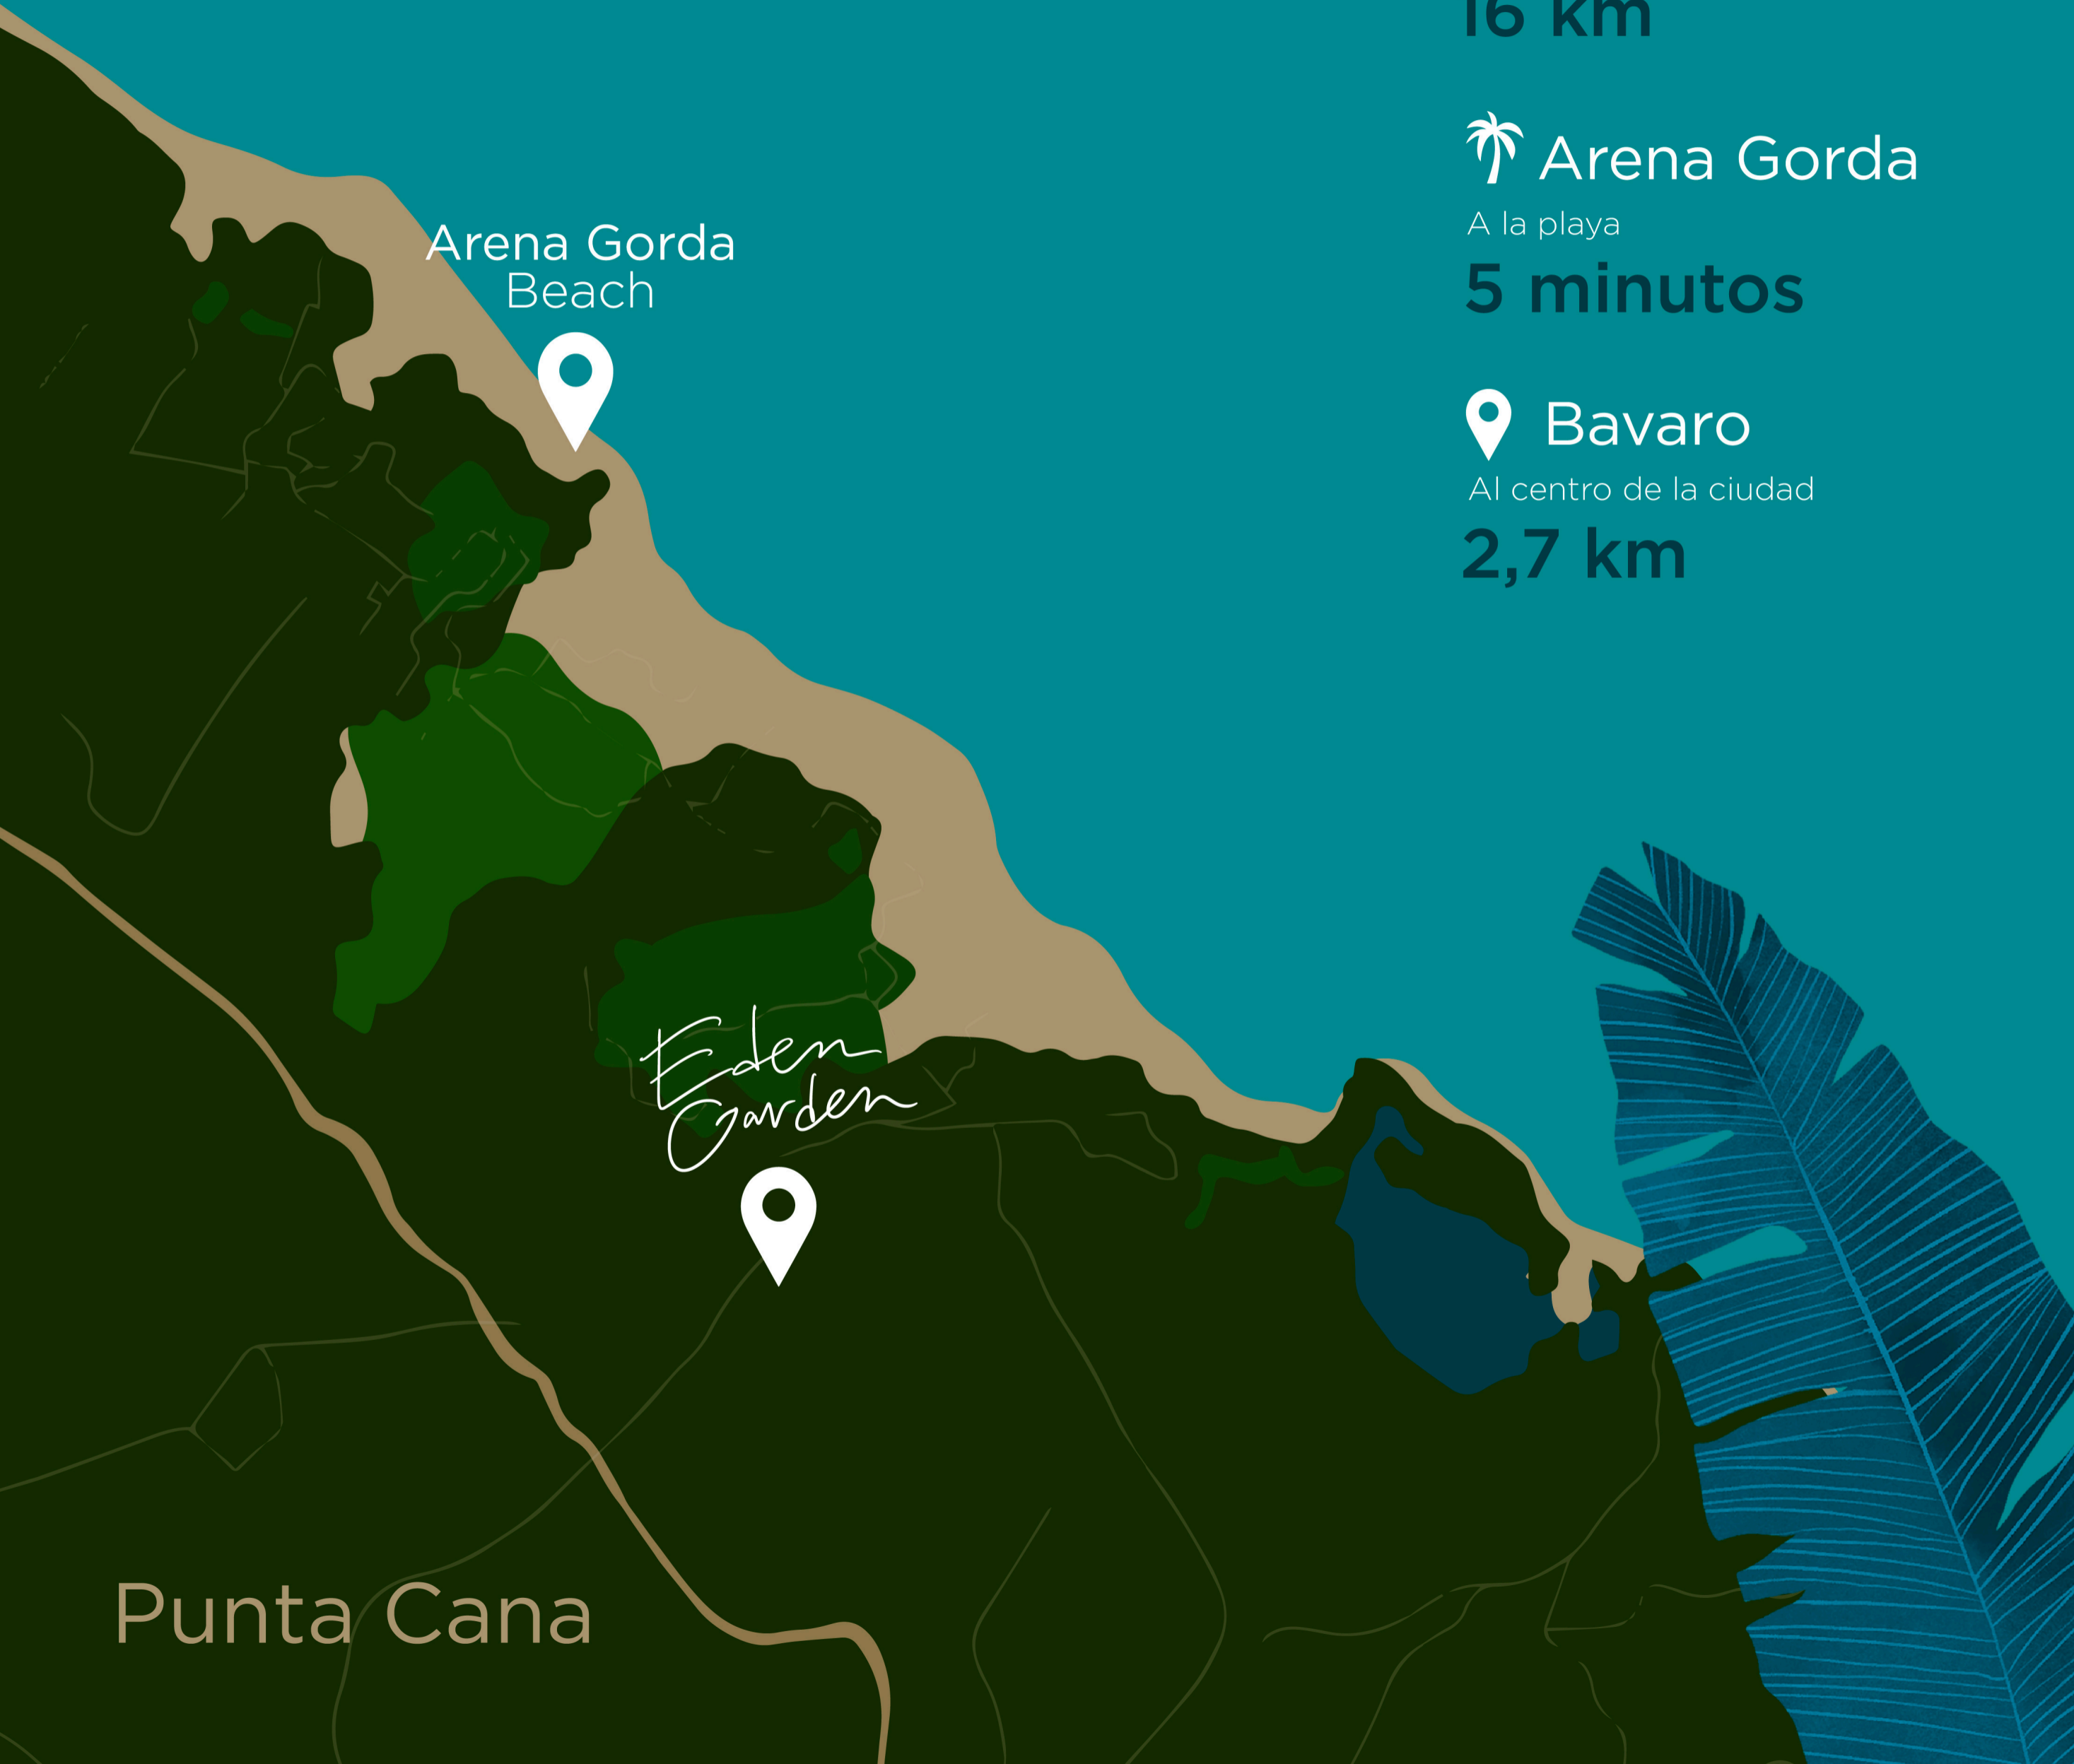 16 km
Arena Gorda
A la playa
5 minutos
Bavaro
Al centro de la ciudad
2,7 km
Arena Gorda
Beach
Eden
Garden
Punta Cana